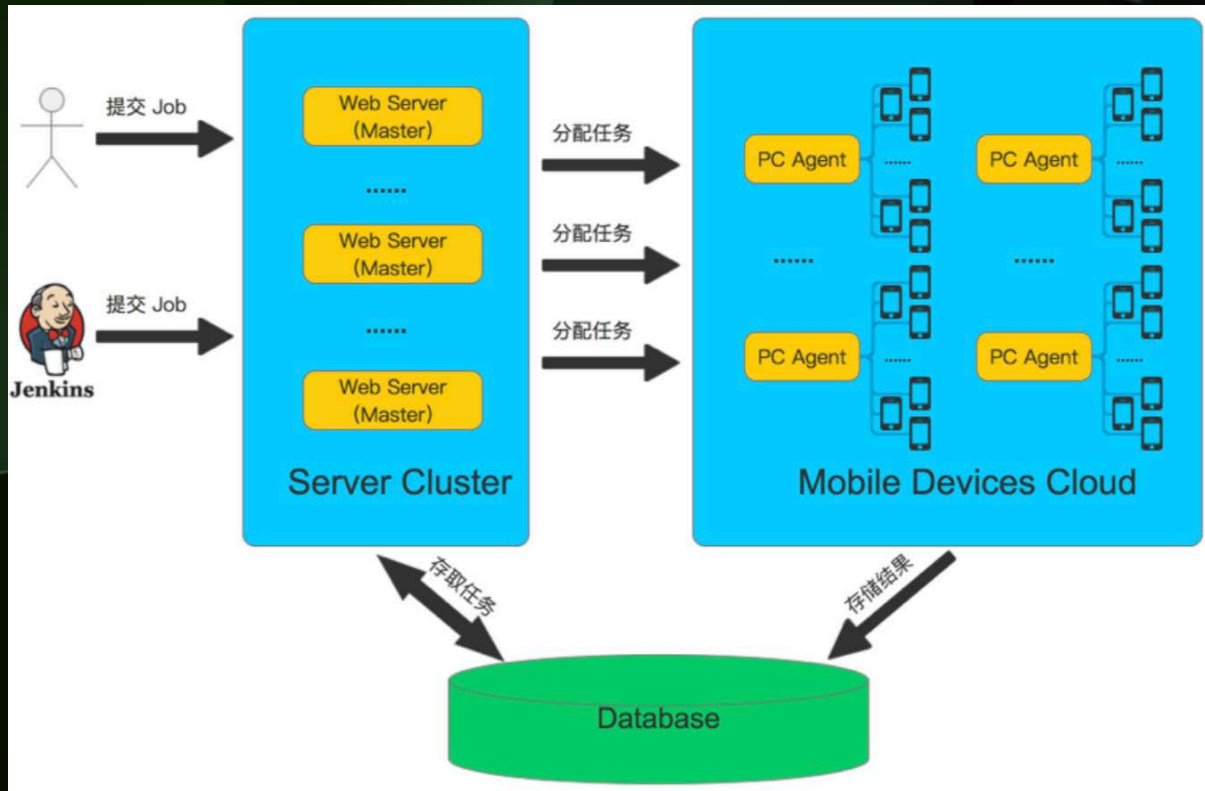 提交 Job
Web Server
(Master)
......
Web Server
(Master)
......
Web Server
(Master)
Server Cluster
提交 Job
Jenkins
分配任务
分配任务
分配任务
PC Agent
......
PC Agent
......
......
......
PC Agent
......
PC Agent
......
Mobile Devices Cloud
存取任务
存储结果
Database